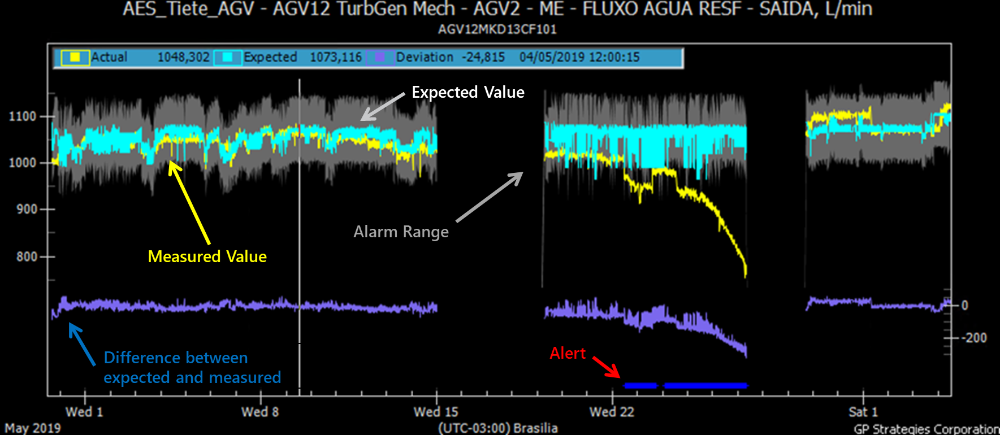 AES_Tiete_AGV - AGV12 TurbGen Mech - AGV2 - ME - FLUXO AGUA RESF - SAIDA, L/min
AGV12MKD13CF101
Actual 1048,302 Expected 1073,116 Deviation -24,815 04/05/2019 12:00:15
Expected Value
1100
1000
900
Alarm Range
Measured Value
800
0
-200
Alert
Difference between
expected and measured
Wed 1 Wed 8 Wed 15 Wed 22 Sat 1
May 2019 (UTC-03:00) Brasilia GP Strategies Corporation